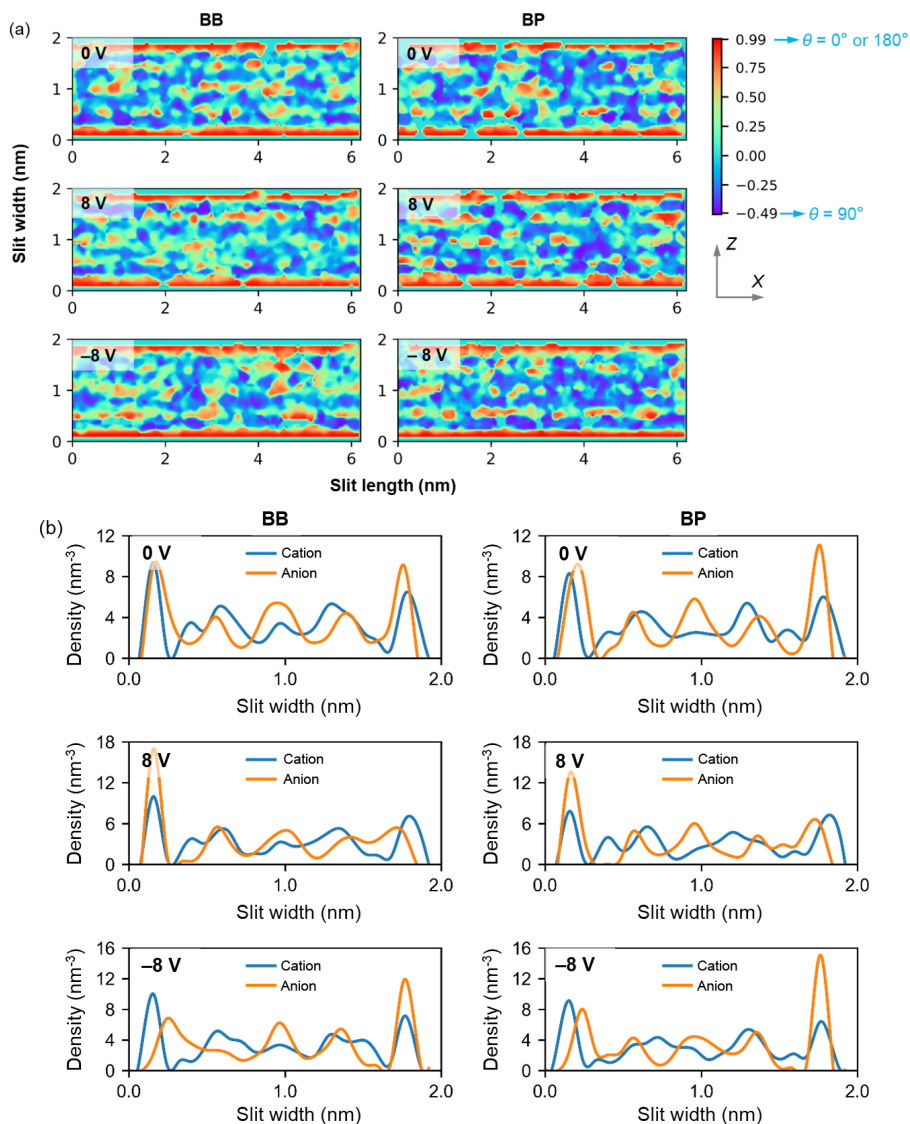 (a)
BB
BP
2
1
0
0 V
0
2
4
6
2
1
0
0 V
0
2
4
6
0.99
0.75
0.50
0.25
0.00
−0.25
−0.49
θ = 0° or 180°
θ = 90°
Z
X
Slit width (nm)
2
1
0
8 V
0
2
4
6
2
1
0
8 V
0
2
4
6
2
1
0
–8 V
0
2
4
6
2
1
0
– 8 V
0
2
4
6
Slit length (nm)
(b)
BB
BP
Density (nm⁻³)
12
8
4
0
0 V
Cation
Anion
0.0
1.0
2.0
Slit width (nm)
Density (nm⁻³)
12
8
4
0
0 V
Cation
Anion
0.0
1.0
2.0
Slit width (nm)
Density (nm⁻³)
18
12
6
0
8 V
Cation
Anion
0.0
1.0
2.0
Slit width (nm)
Density (nm⁻³)
18
12
6
0
8 V
Cation
Anion
0.0
1.0
2.0
Slit width (nm)
Density (nm⁻³)
16
12
8
4
0
–8 V
Cation
Anion
0.0
1.0
2.0
Slit width (nm)
Density (nm⁻³)
16
12
8
4
0
–8 V
Cation
Anion
0.0
1.0
2.0
Slit width (nm)